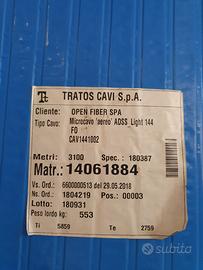 Tt TRATOS CAVI S.p.A.
Cliente: OPEN FIBER SPA
Tipo Cavo: Microcavo 'aereo' ADSS Light 144
FO
CAV1441002
Metri: 3100 Spec.: 180387
Matr.: 14061884
Vs. Ord.: 6600000513 del 29.05.2018
Ns. Ord.: 1804219 Pos.: 00003
Lotto: 180931
Peso lordo kg: 553
Ti 5859 Te 2759
subito